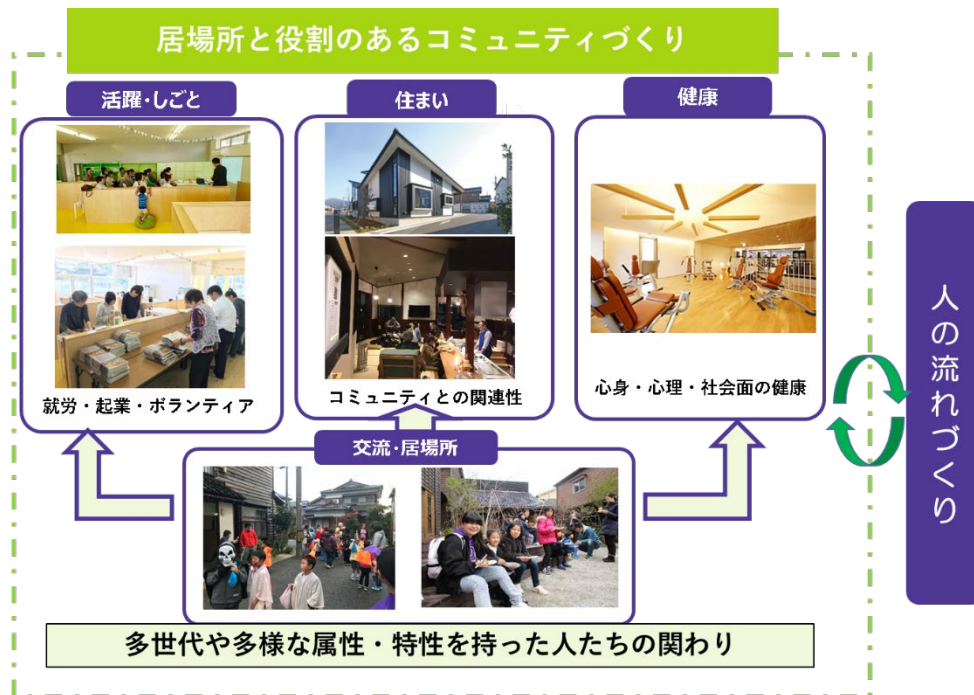 居場所と役割のあるコミュニティづくり
活躍・しごと
住まい
健康
就労・起業・ボランティア
コミュニティとの関連性
心身・心理・社会面の健康
交流・居場所
多世代や多様な属性・特性を持った人たちの関わり
人の流れづくり